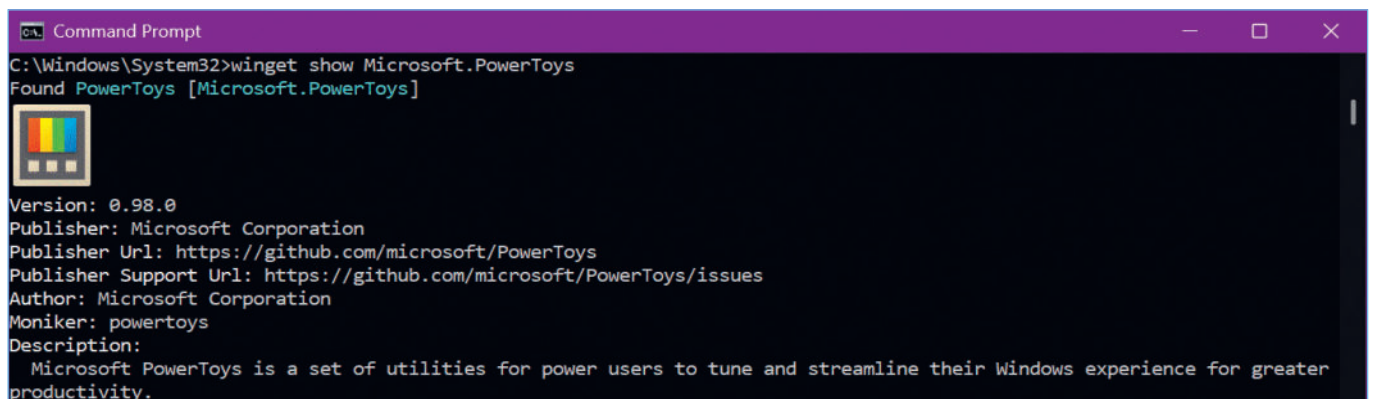 Command Prompt
C:\Windows\System32>winget show Microsoft.PowerToys
Found PowerToys [Microsoft.PowerToys]
Version: 0.98.0
Publisher: Microsoft Corporation
Publisher Url: https://github.com/microsoft/PowerToys
Publisher Support Url: https://github.com/microsoft/PowerToys/issues
Author: Microsoft Corporation
Moniker: powertoys
Description:
  Microsoft PowerToys is a set of utilities for power users to tune and streamline their Windows experience for greater
productivity.